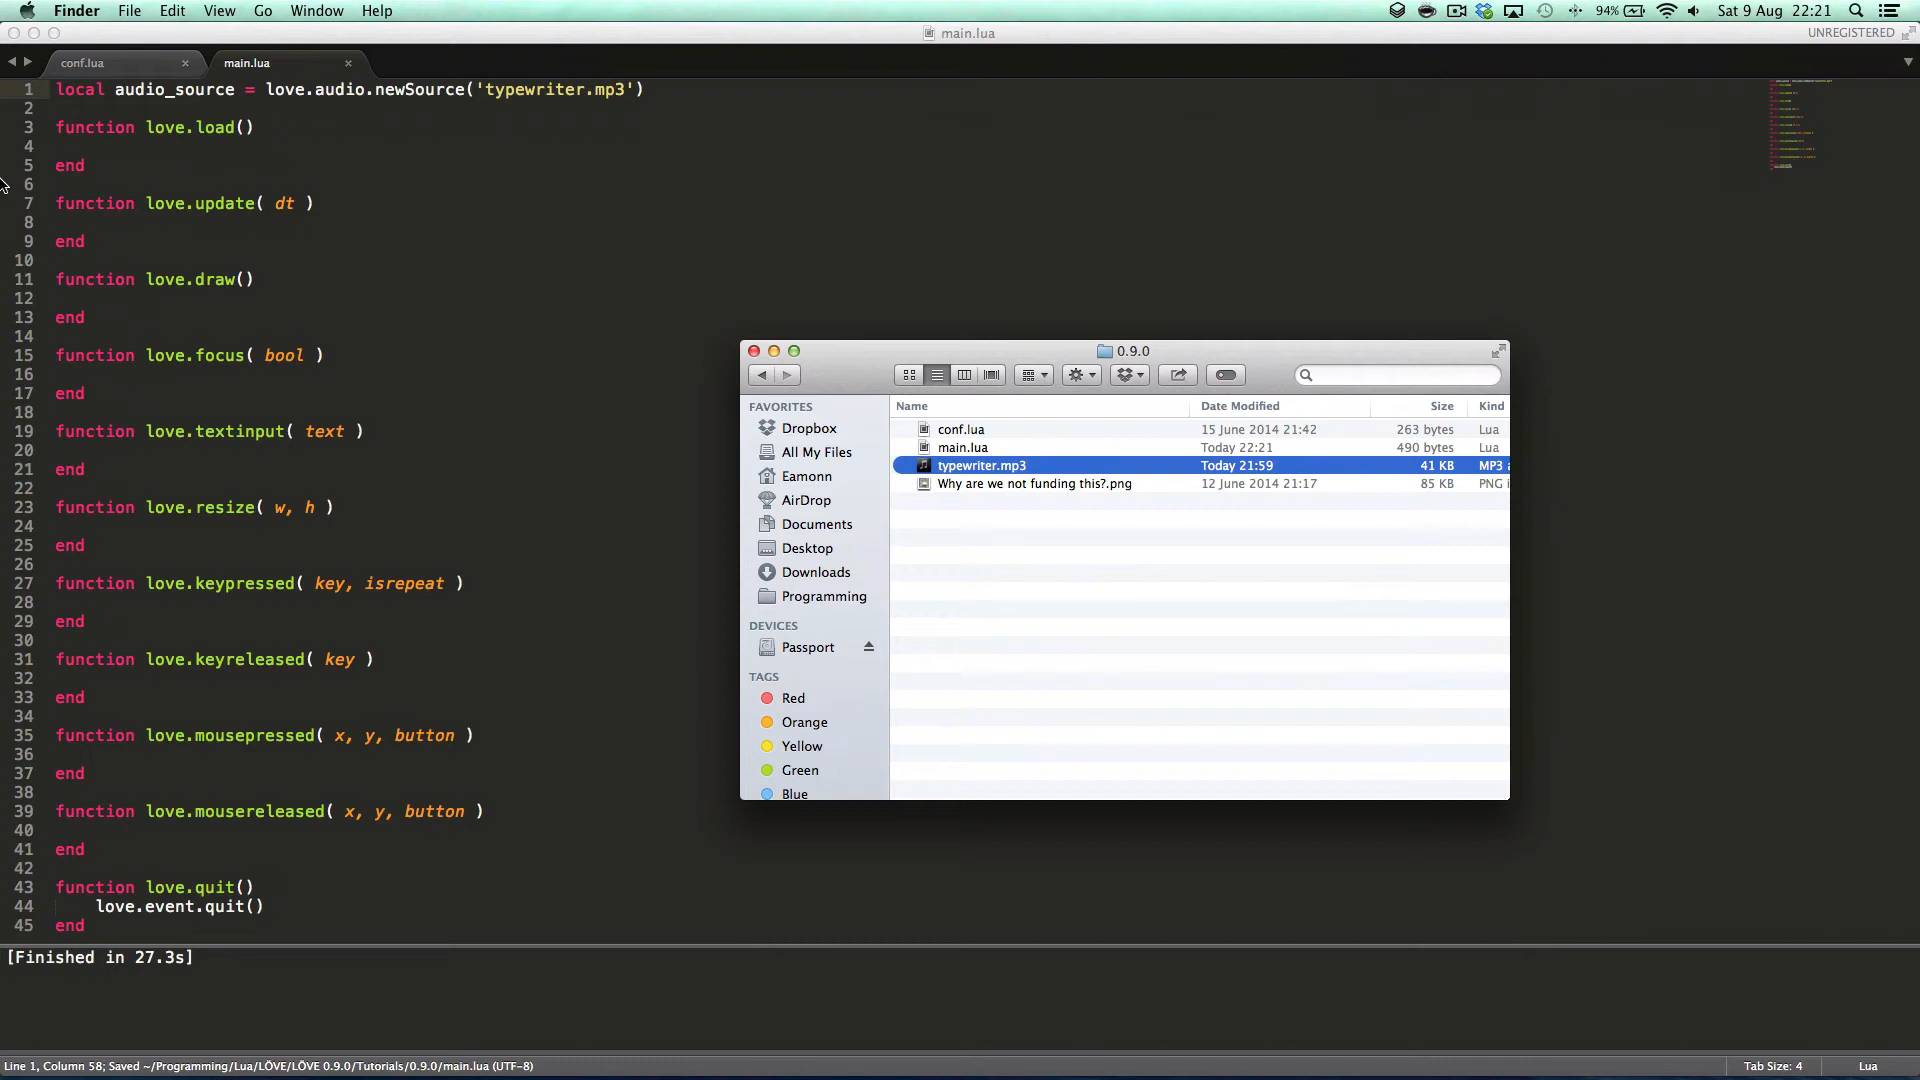 Finder File Edit View Go Window Help
94% Sat 9 Aug 22:21
main.lua
UNREGISTERED
conf.lua × main.lua ×
1 local audio_source = love.audio.newSource('typewriter.mp3')
2
3 function love.load()
4
5 end
6
7 function love.update( dt )
8
9 end
10
11 function love.draw()
12
13 end
14
15 function love.focus( bool )
16
17 end
18
19 function love.textinput( text )
20
21 end
22
23 function love.resize( w, h )
24
25 end
26
27 function love.keypressed( key, isrepeat )
28
29 end
30
31 function love.keyreleased( key )
32
33 end
34
35 function love.mousepressed( x, y, button )
36
37 end
38
39 function love.mousereleased( x, y, button )
40
41 end
42
43 function love.quit()
44 love.event.quit()
45 end
0.9.0
FAVORITES
Dropbox
All My Files
Eamonn
AirDrop
Documents
Desktop
Downloads
Programming
DEVICES
Passport
TAGS
Red
Orange
Yellow
Green
Blue
Name Date Modified Size Kind
conf.lua 15 June 2014 21:42 263 bytes Lua
main.lua Today 22:21 490 bytes Lua
typewriter.mp3 Today 21:59 41 KB MP3
Why are we not funding this?.png 12 June 2014 21:17 85 KB PNG
[Finished in 27.3s]
Line 1, Column 58; Saved ~/Programming/Lua/LÖVE/LÖVE 0.9.0/Tutorials/0.9.0/main.lua (UTF-8)
Tab Size: 4 Lua